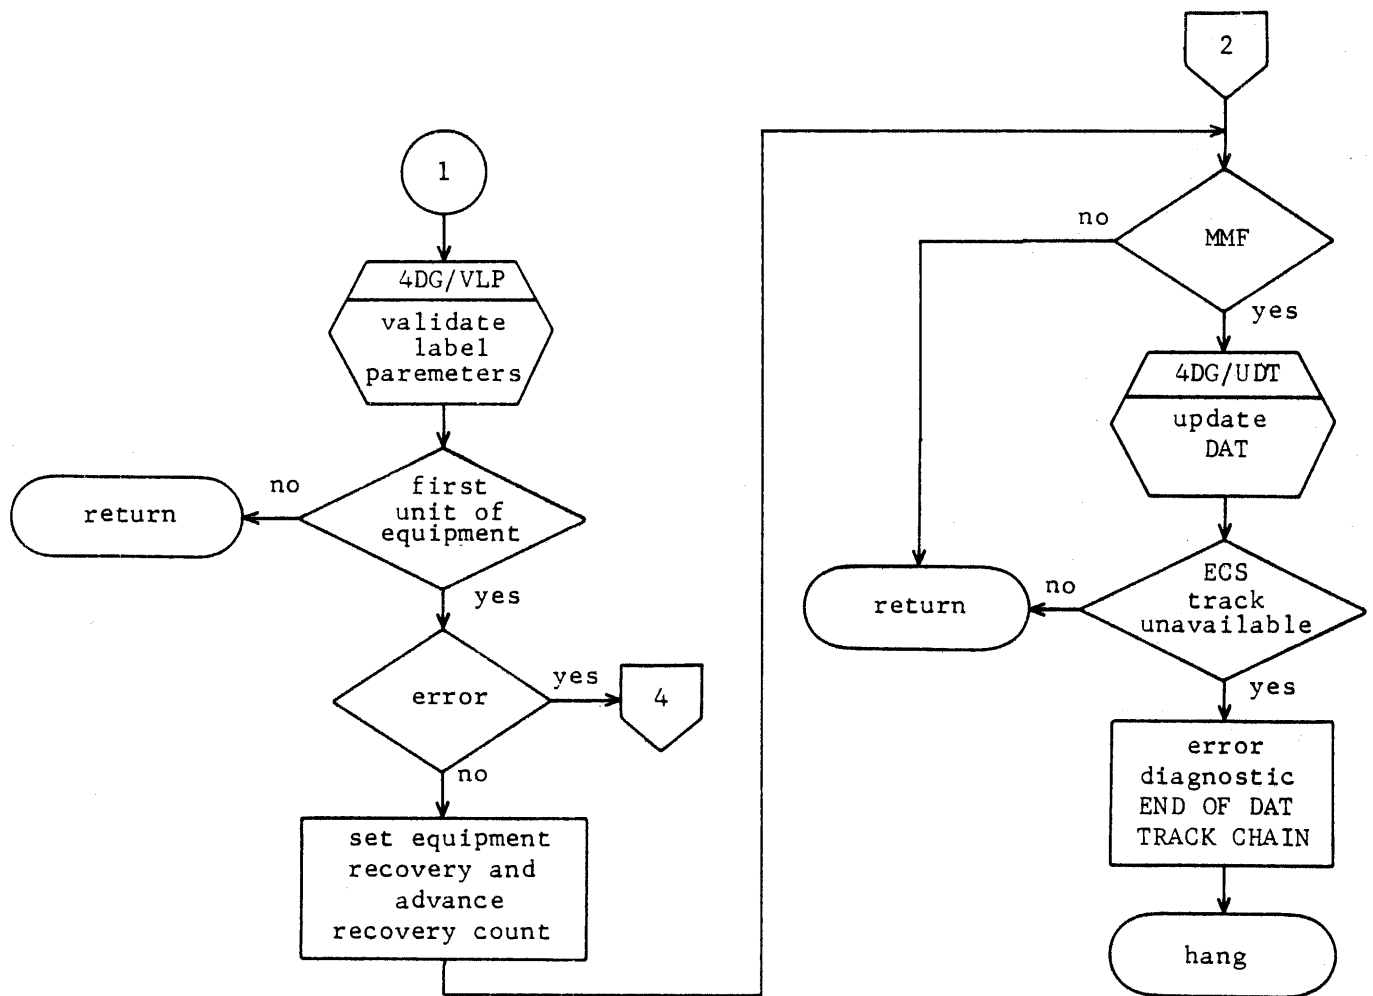 1
4DG/VLP
validate
label
paremeters
no
first
unit of
equipment
return
yes
error
yes
4
no
set equipment
recovery and
advance
recovery count
2
no
MMF
yes
4DG/UDT
update
DAT
return
no
ECS
track
unavailable
yes
error
diagnostic
END OF DAT
TRACK CHAIN
hang